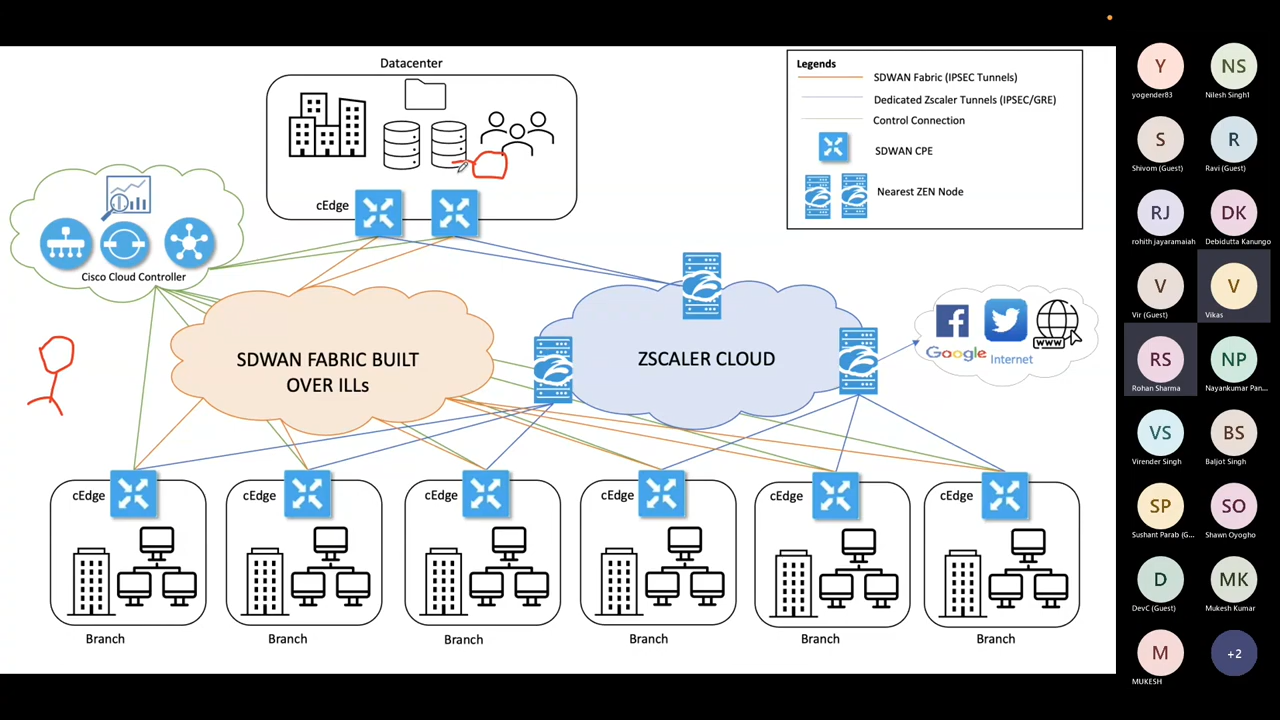 Datacenter
cEdge
Legends
SDWAN Fabric (IPSEC Tunnels)
Dedicated Zscaler Tunnels (IPSEC/GRE)
Control Connection
SDWAN CPE
Nearest ZEN Node
Cisco Cloud Controller
SDWAN FABRIC BUILT
OVER ILLs
ZSCALER CLOUD
WWW
Google Internet
cEdge
cEdge
cEdge
cEdge
cEdge
cEdge
Branch
Branch
Branch
Branch
Branch
Branch
Y
yogender83
NS
Nilesh Singh1
S
Shivom (Guest)
R
Ravi (Guest)
RJ
rohith jayaramaiah
DK
Debidutta Kanungo
V
Vir (Guest)
V
Vikas
RS
Rohan Sharma
NP
Nayankumar Pan...
VS
Virender Singh
BS
Baljot Singh
SP
Sushant Parab (G...
SO
Shawn Oyogho
D
DevC (Guest)
MK
Mukesh Kumar
M
MUKESH
+2